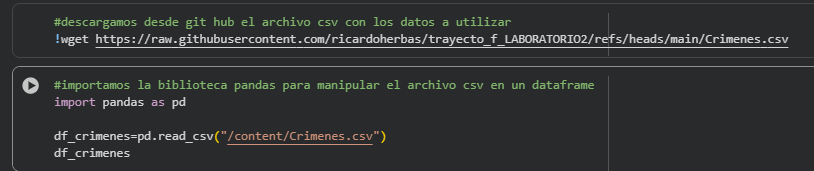 #descargamos desde git hub el archivo csv con los datos a utilizar
!wget https://raw.githubusercontent.com/ricardoherbas/trayecto_f_LABORATORIO2/refs/heads/main/Crimenes.csv
#importamos la biblioteca pandas para manipular el archivo csv en un dataframe
import pandas as pd
df_crimenes=pd.read_csv("/content/Crimenes.csv")
df_crimenes